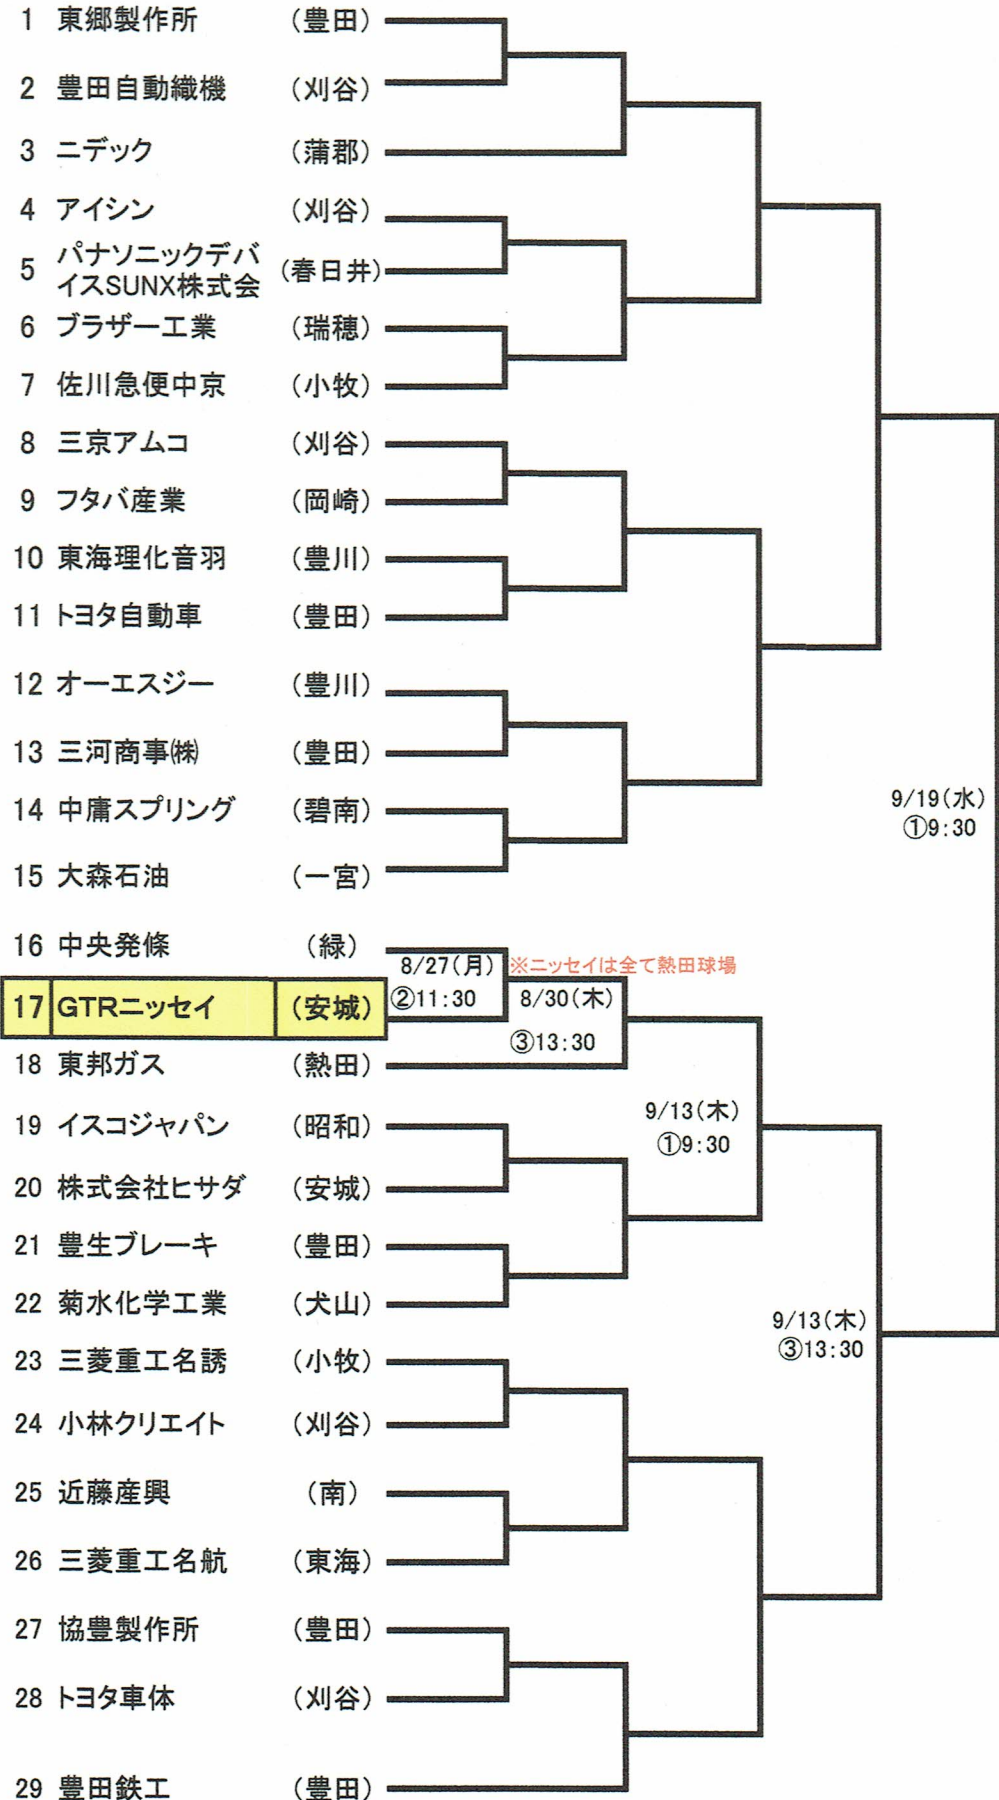 1 東郷製作所 (豊田)
2 豊田自動織機 (刈谷)
3 ニデック (蒲郡)
4 アイシン (刈谷)
5 パナソニックデバ
イスSUNX株式会 (春日井)
6 ブラザー工業 (瑞穂)
7 佐川急便中京 (小牧)
8 三京アムコ (刈谷)
9 フタバ産業 (岡崎)
10 東海理化音羽 (豊川)
11 トヨタ自動車 (豊田)
12 オーエスジー (豊川)
13 三河商事㈱ (豊田)
9/19(水)
14 中庸スプリング (碧南)
①9:30
15 大森石油 (一宮)
16 中央発條 (緑)
8/27(月) ※ニッセイは全て熱田球場
17 GTRニッセイ (安城) ②11:30 8/30(木)
③13:30
18 東邦ガス (熱田)
9/13(木)
19 イスコジャパン (昭和)
①9:30
20 株式会社ヒサダ (安城)
21 豊生ブレーキ (豊田)
22 菊水化学工業 (犬山)
9/13(木)
③13:30
23 三菱重工名誘 (小牧)
24 小林クリエイト (刈谷)
25 近藤産興 (南)
26 三菱重工名航 (東海)
27 協豊製作所 (豊田)
28 トヨタ車体 (刈谷)
29 豊田鉄工 (豊田)